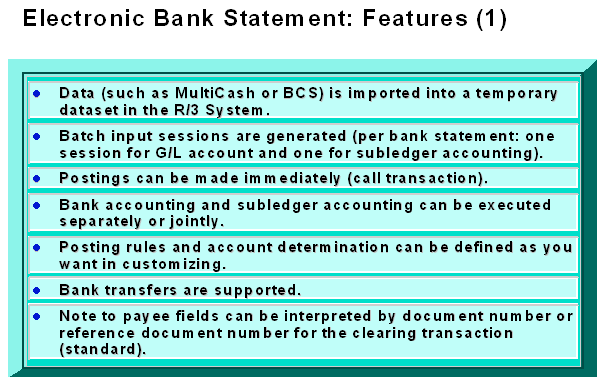 Electronic Bank Statement: Features (1)
• Data (such as MultiCash or BCS) is imported into a temporary
dataset in the R/3 System.
• Batch input sessions are generated (per bank statement: one
session for G/L account and one for subledger accounting).
• Postings can be made immediately (call transaction).
• Bank accounting and subledger accounting can be executed
separately or jointly.
• Posting rules and account determination can be defined as you
want in customizing.
• Bank transfers are supported.
• Note to payee fields can be interpreted by document number or
reference document number for the clearing transaction
(standard).